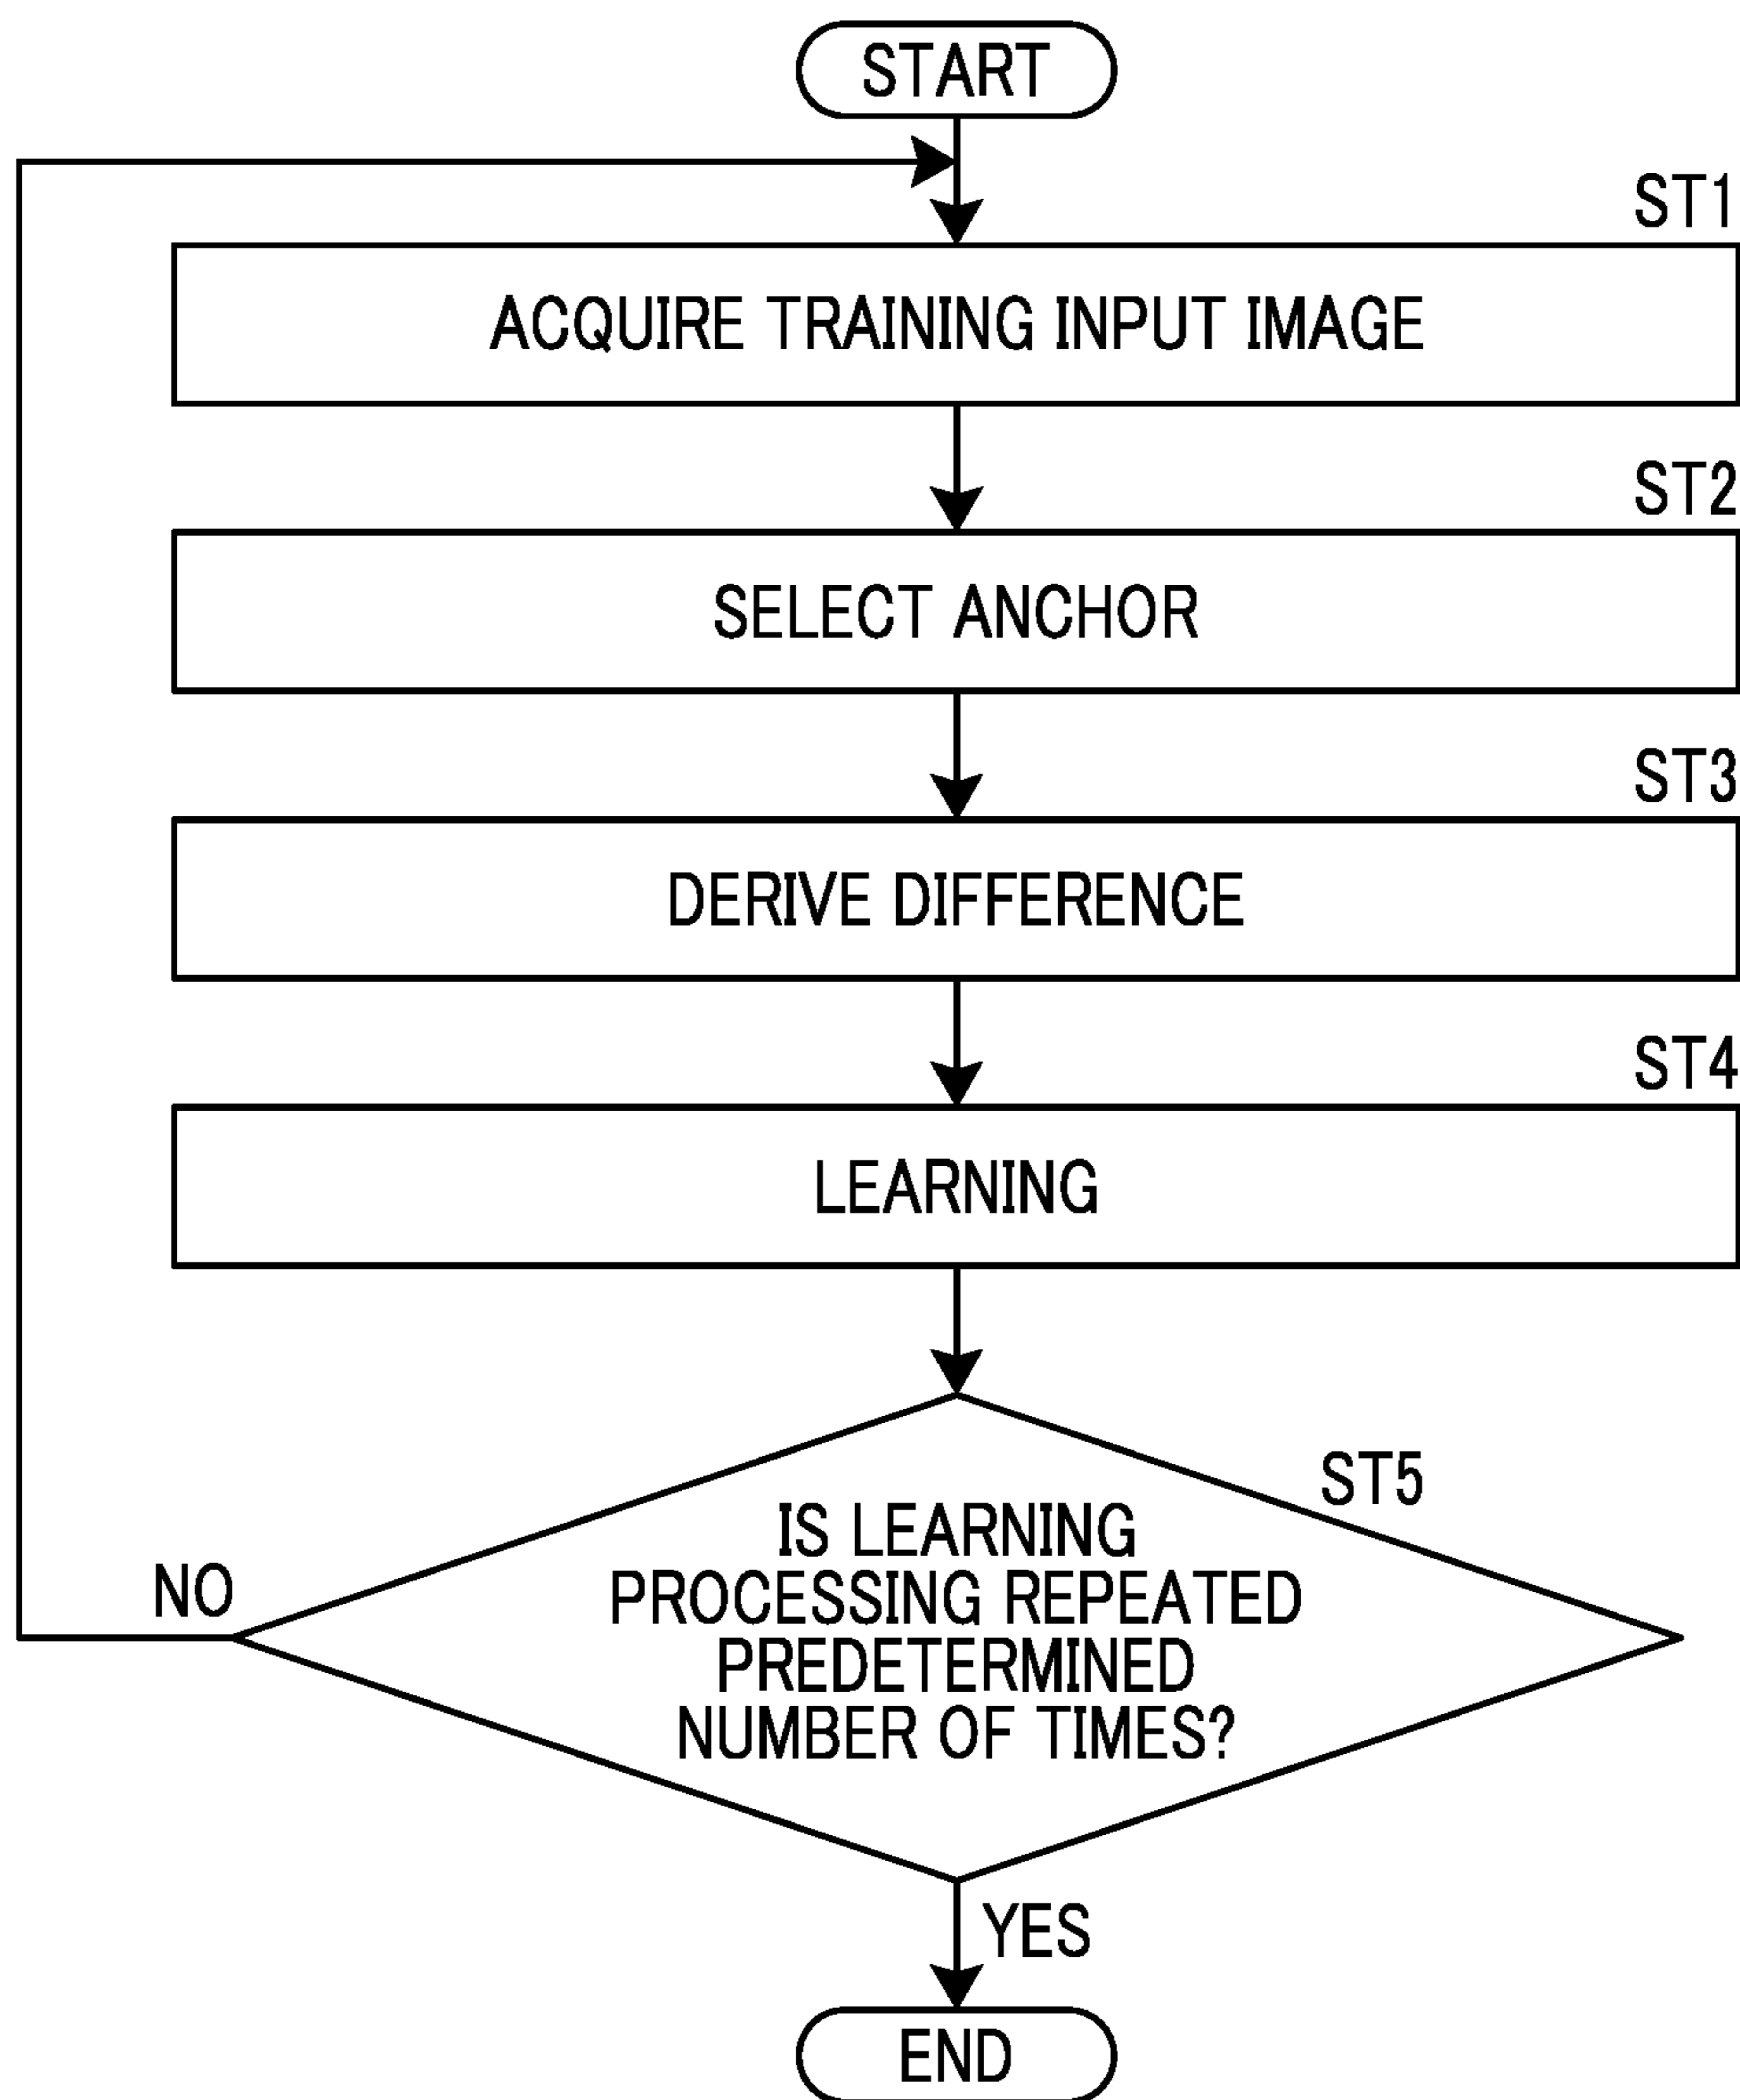 START
ST1
ACQUIRE TRAINING INPUT IMAGE
ST2
SELECT ANCHOR
ST3
DERIVE DIFFERENCE
ST4
LEARNING
ST5
IS LEARNING
PROCESSING REPEATED
PREDETERMINED
NUMBER OF TIMES?
NO
YES
END